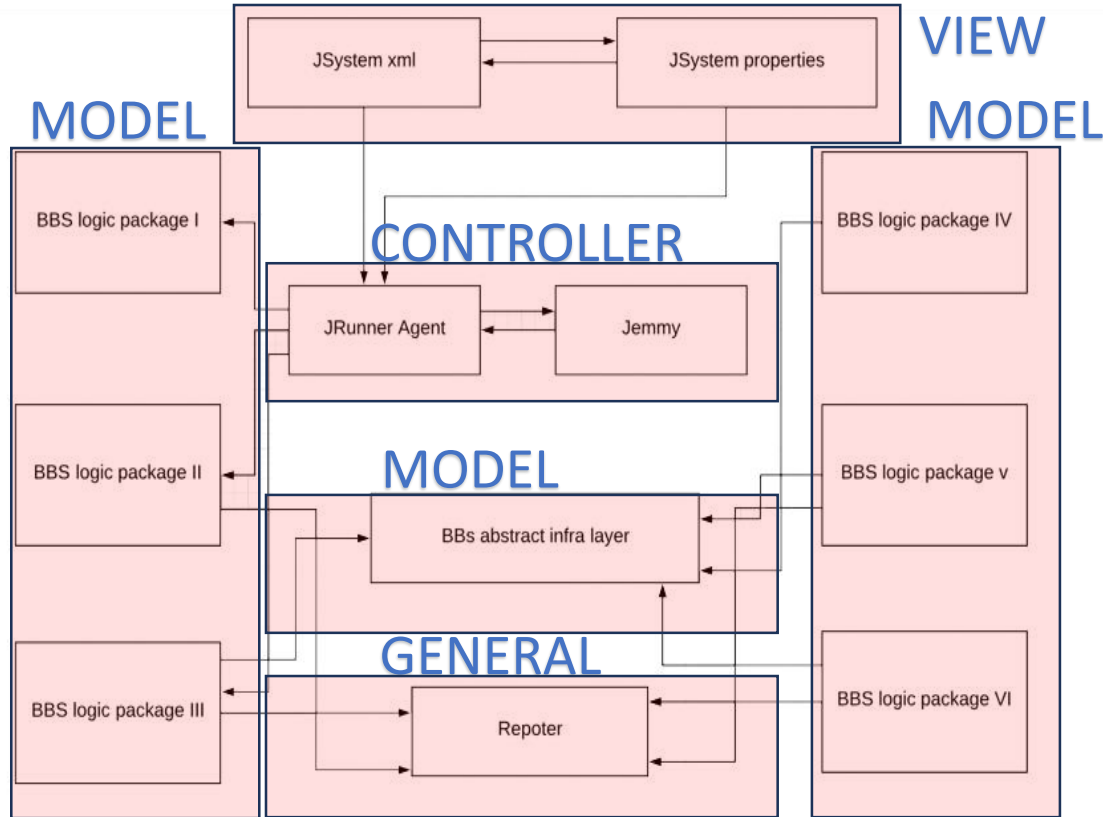 VIEW
JSystem xml
JSystem properties
MODEL
MODEL
BBS logic package I
BBS logic package IV
CONTROLLER
JRunner Agent
Jemmy
BBS logic package II
BBS logic package v
MODEL
BBs abstract infra layer
GENERAL
BBS logic package III
BBS logic package VI
Repoter